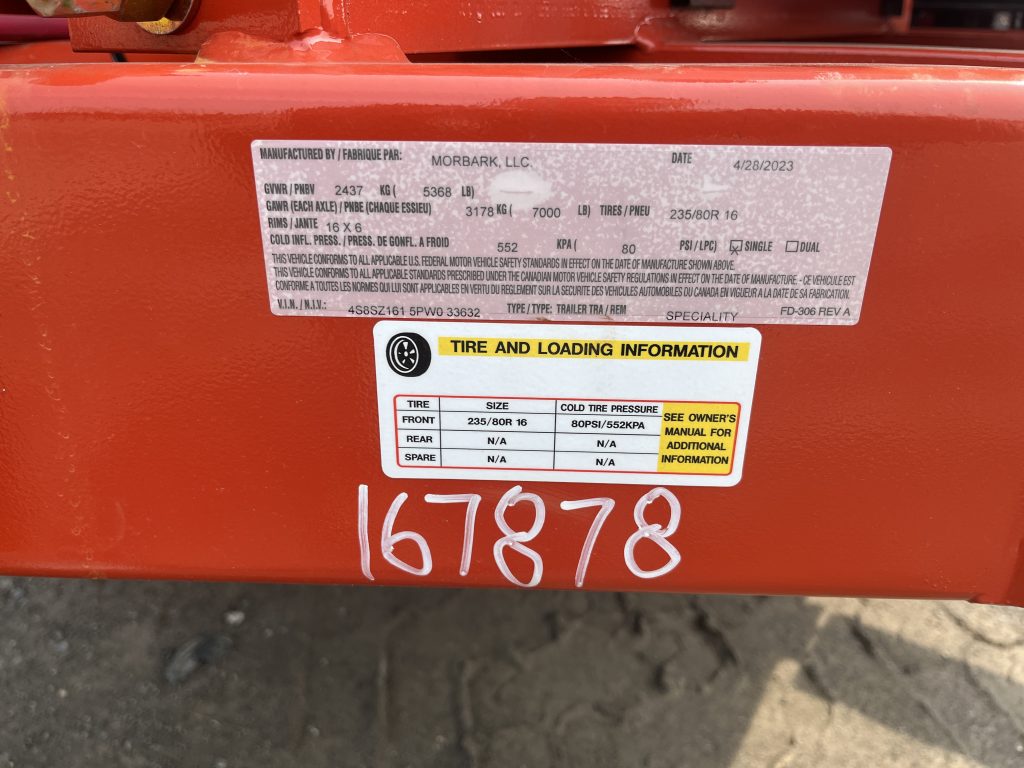 MANUFACTURED BY / FABRIQUE PAR: MORBARK, LLC. DATE 4/28/2023
GVWR / PNBV 2437 KG ( 5368 LB)
GAWR (EACH AXLE) / PNBE (CHAQUE ESSIEU) 3178 KG ( 7000 LB) TIRES / PNEU 235/80R 16
RIMS / JANTE 16 X 6
COLD INFL. PRESS. / PRESS. DE GONFL. A FROID 552 KPA ( 80 PSI / LPC) SINGLE DUAL
THIS VEHICLE CONFORMS TO ALL APPLICABLE U.S. FEDERAL MOTOR VEHICLE SAFETY STANDARDS IN EFFECT ON THE DATE OF MANUFACTURE SHOWN ABOVE.
THIS VEHICLE CONFORMS TO ALL APPLICABLE STANDARDS PRESCRIBED UNDER THE CANADIAN MOTOR VEHICLE SAFETY REGULATIONS IN EFFECT ON THE DATE OF MANUFACTURE. - CE VEHICULE EST
CONFORME A TOUTES LES NORMES QUI LUI SONT APPLICABLES EN VERTU DU REGLEMENT SUR LA SECURITE DES VEHICULES AUTOMOBILES DU CANADA EN VIGUEUR A LA DATE DE SA FABRICATION.
V.I.N. / N.I.V.: 4S8SZ161 5PW0 33632 TYPE / TYPE: TRAILER TRA / REM SPECIALITY FD-306 REV A
TIRE AND LOADING INFORMATION
TIRE SIZE COLD TIRE PRESSURE
FRONT 235/80R 16 80PSI/552KPA
REAR N/A N/A
SPARE N/A N/A
SEE OWNER'S
MANUAL FOR
ADDITIONAL
INFORMATION
167878